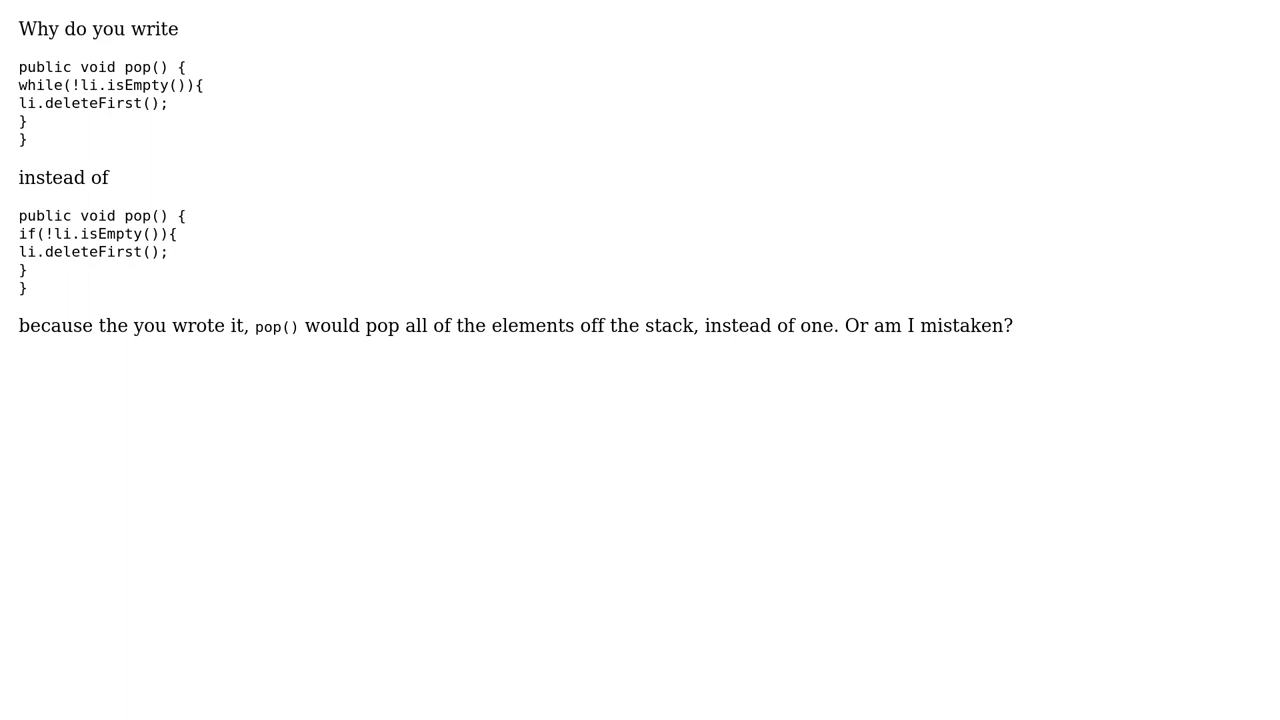 Why do you write
public void pop() {
while(!li.isEmpty()){
li.deleteFirst();
}
}
instead of
public void pop() {
if(!li.isEmpty()){
li.deleteFirst();
}
}
because the you wrote it, pop() would pop all of the elements off the stack, instead of one. Or am I mistaken?